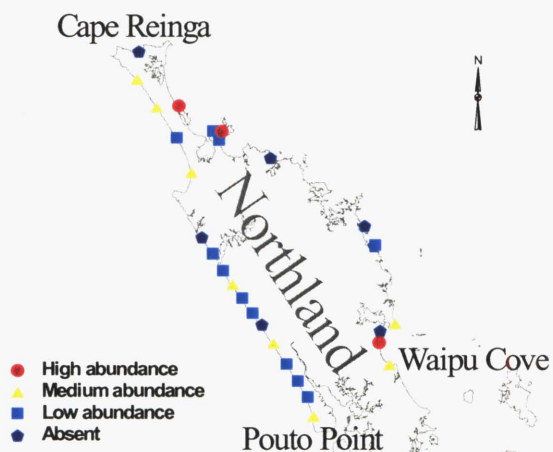 Cape Reinga
N
Northland
Waipu Cove
High abundance
Medium abundance
Low abundance
Absent
Pouto Point